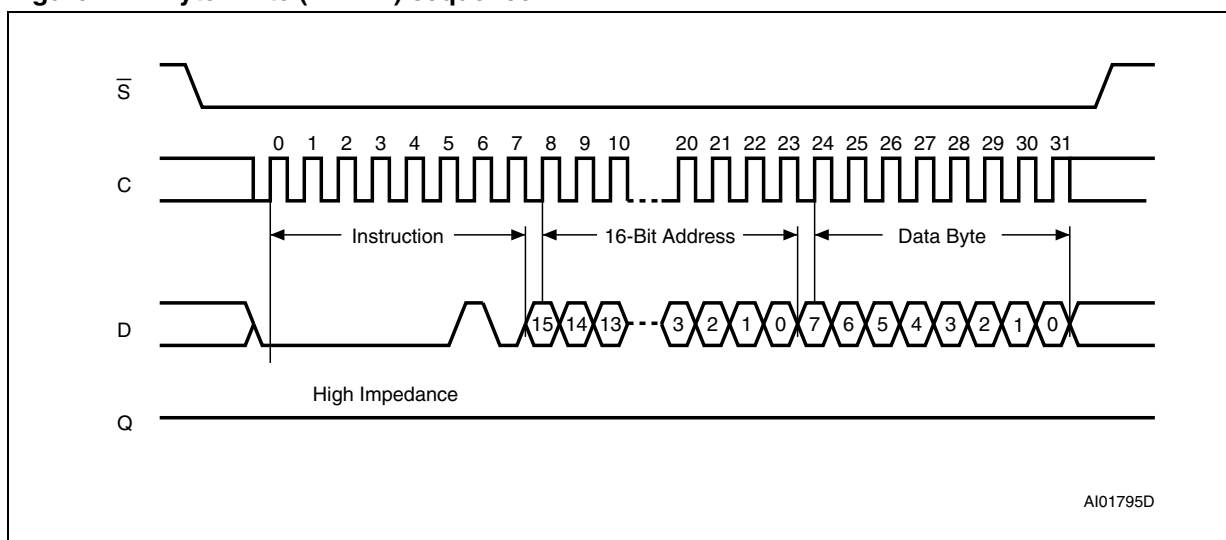 S
0 1 2 3 4 5 6 7 8 9 10 20 21 22 23 24 25 26 27 28 29 30 31
C
Instruction 16-Bit Address Data Byte
D
15 14 13 3 2 1 0 7 6 5 4 3 2 1 0
High Impedance
Q
AI01795D